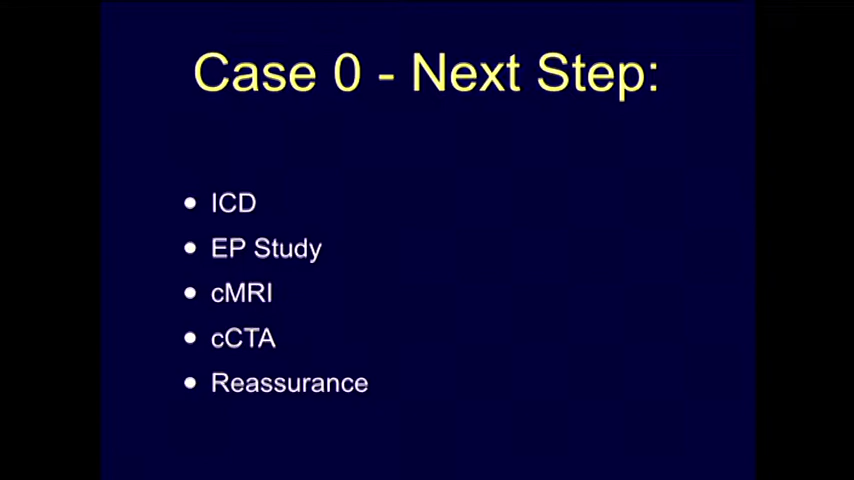 Case 0 - Next Step:
• ICD
• EP Study
• cMRI
• cCTA
• Reassurance